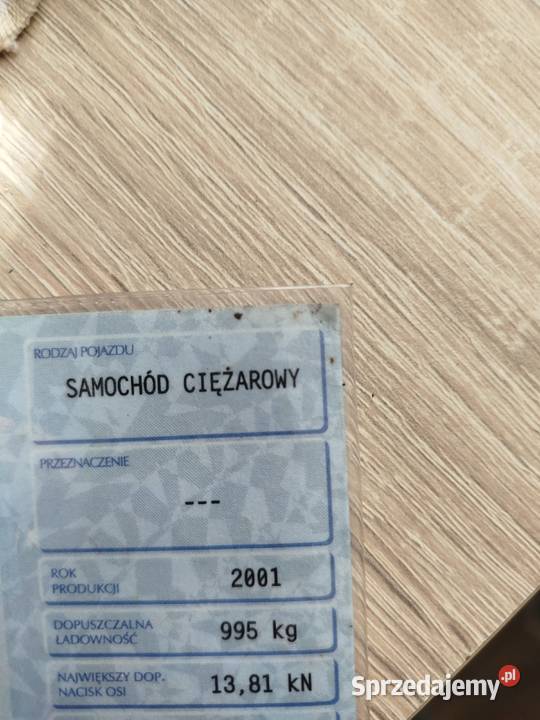 RODZAJ POJAZDU
SAMOCHÓD CIĘŻAROWY
PRZEZNACZENIE
---
ROK
PRODUKCJI
2001
DOPUSZCZALNA
ŁADOWNOŚĆ
995 kg
NAJWIĘKSZY DOP.
NACISK OSI
13,81 kN
Sprzedajemy.pl